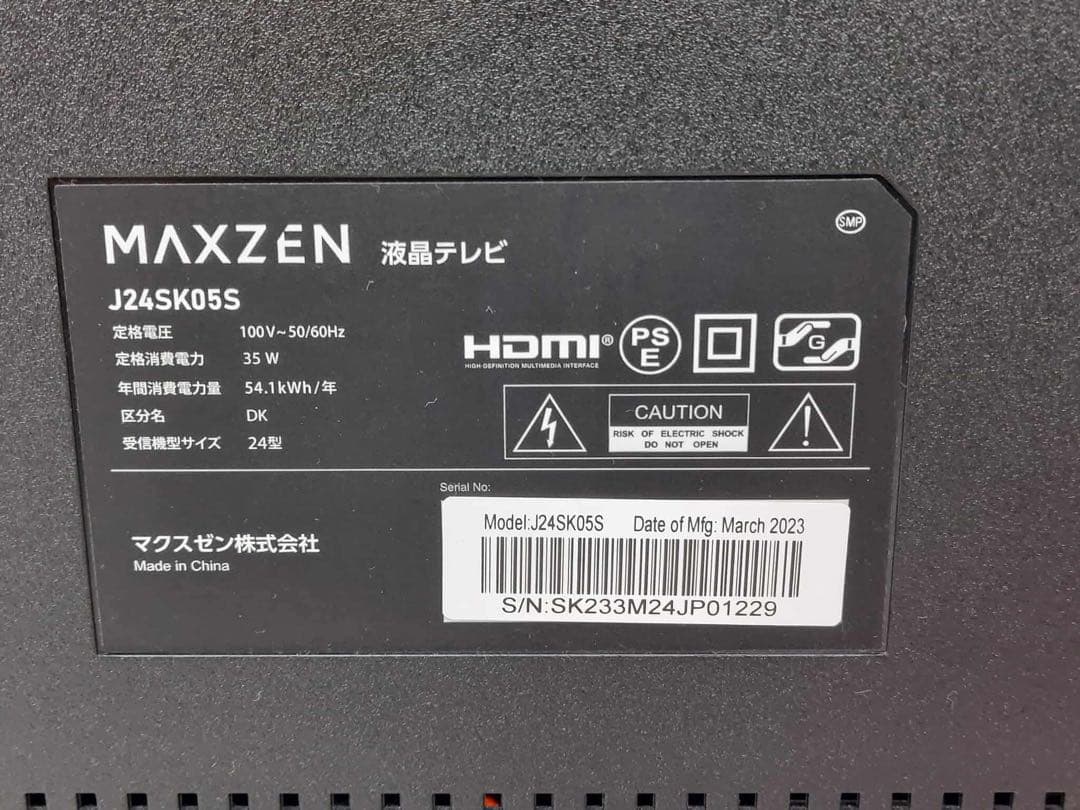 SMP
MAXZEN 液晶テレビ
J24SK05S
定格電圧 100V~50/60Hz
定格消費電力 35 W
年間消費電力量 54.1kWh/年
区分名 DK
受信機型サイズ 24型
HDMI®
HIGH-DEFINITION MULTIMEDIA INTERFACE
PS
E
G
CAUTION
RISK OF ELECTRIC SHOCK
DO NOT OPEN
Serial No:
Model:J24SK05S Date of Mfg: March 2023
S/N:SK233M24JP01229
マクスゼン株式会社
Made in China